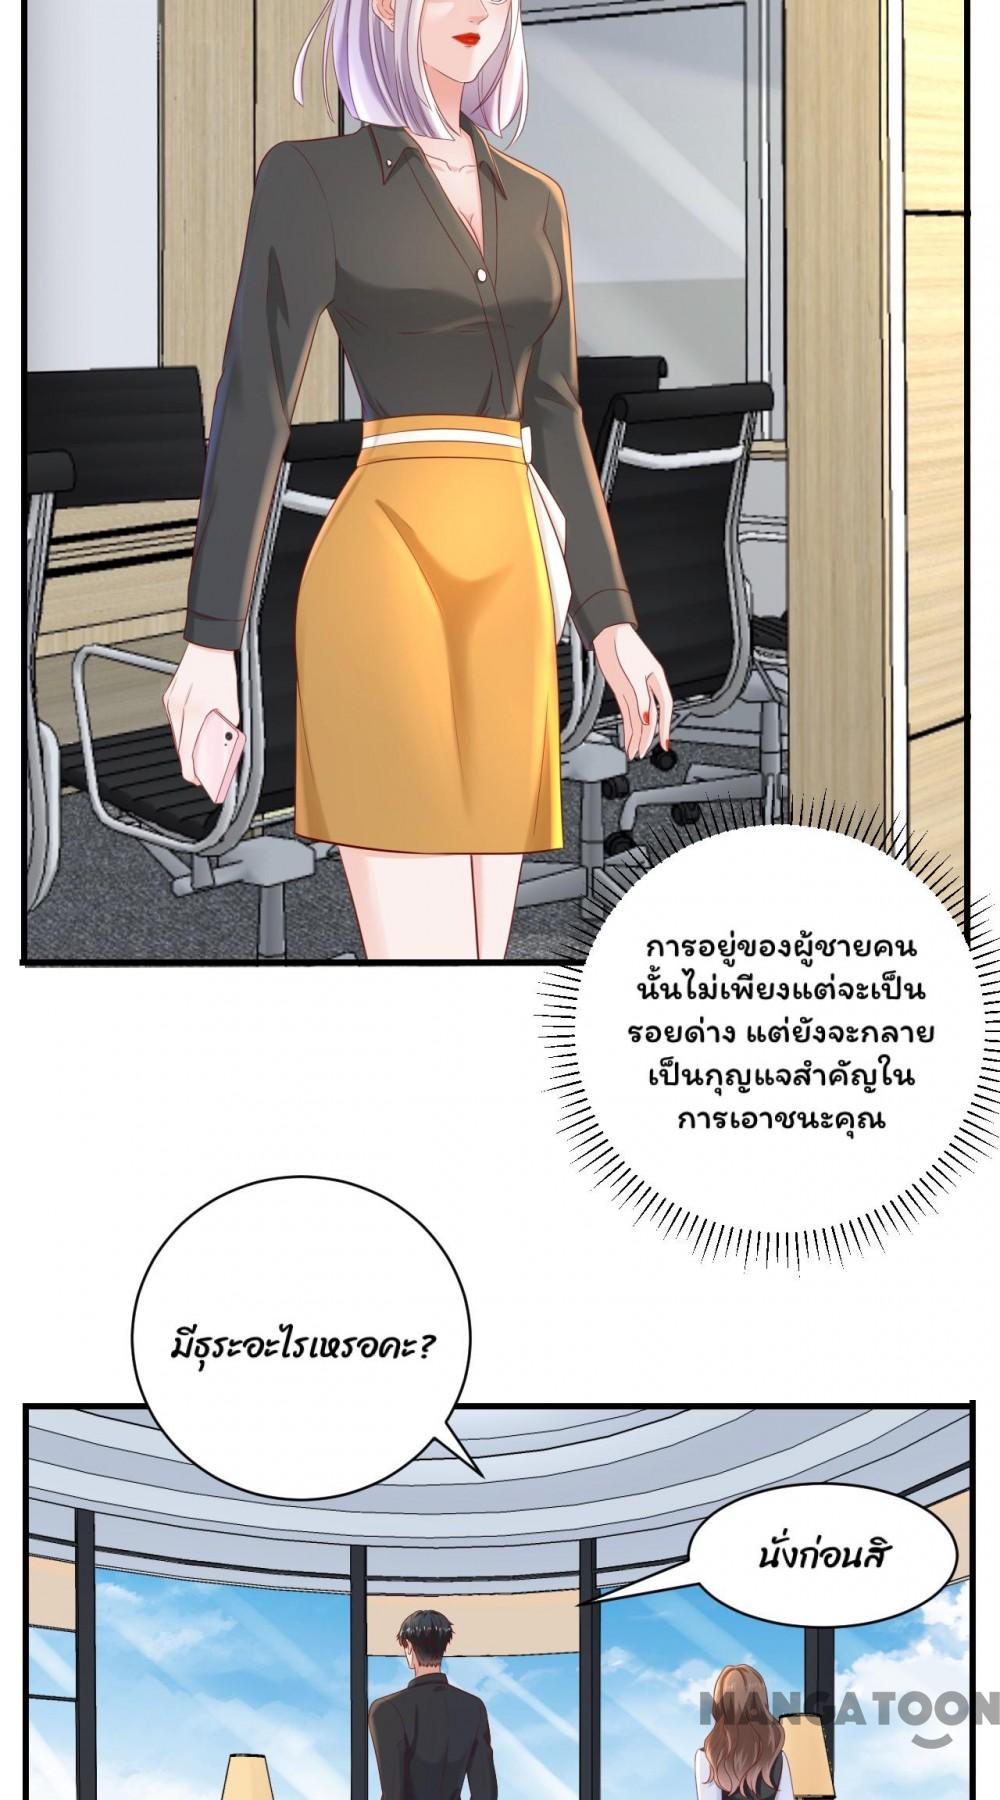 การอยู่ของผู้ชายคน
นั้นไม่เพียงแต่จะเป็น
รอยด่าง แต่ยังจะกลาย
เป็นกุญแจสำคัญใน
การเอาชนะคุณ
มีธุระอะไรเหรอคะ?
นั่งก่อนสิ
MANGATOON